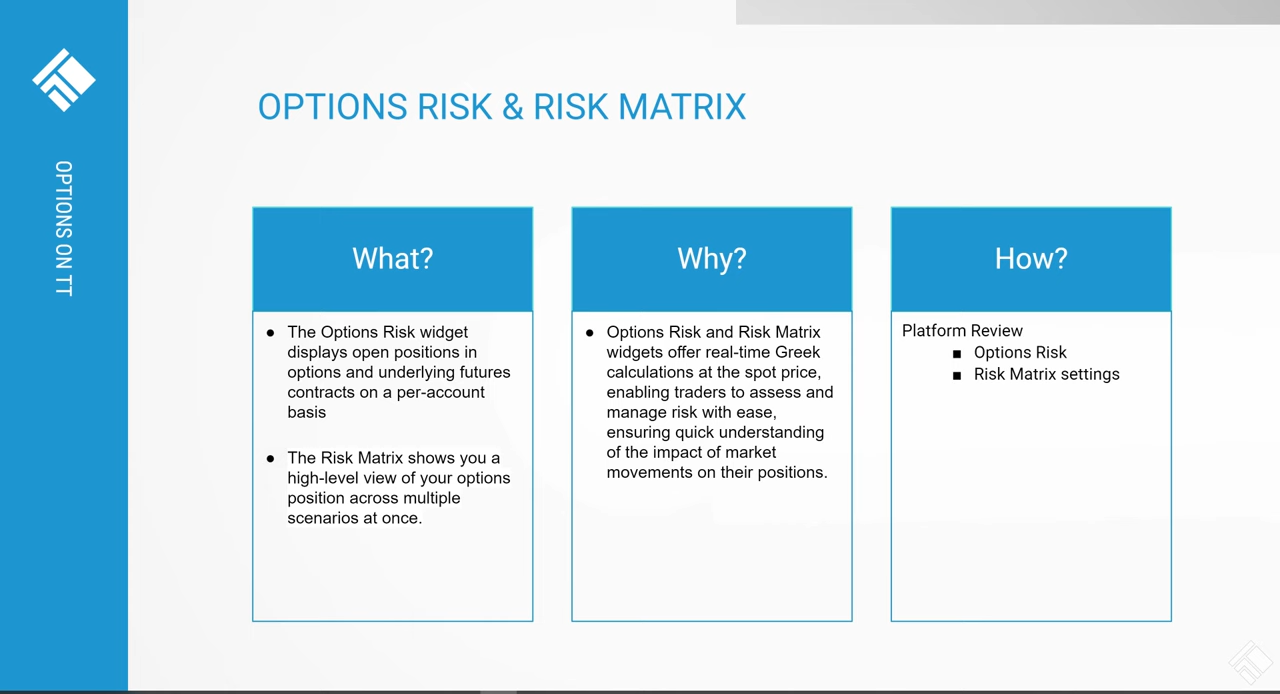 OPTIONS ON TT
OPTIONS RISK & RISK MATRIX
What?
● The Options Risk widget
displays open positions in
options and underlying futures
contracts on a per-account
basis
● The Risk Matrix shows you a
high-level view of your options
position across multiple
scenarios at once.
Why?
● Options Risk and Risk Matrix
widgets offer real-time Greek
calculations at the spot price,
enabling traders to assess and
manage risk with ease,
ensuring quick understanding
of the impact of market
movements on their positions.
How?
Platform Review
■ Options Risk
■ Risk Matrix settings